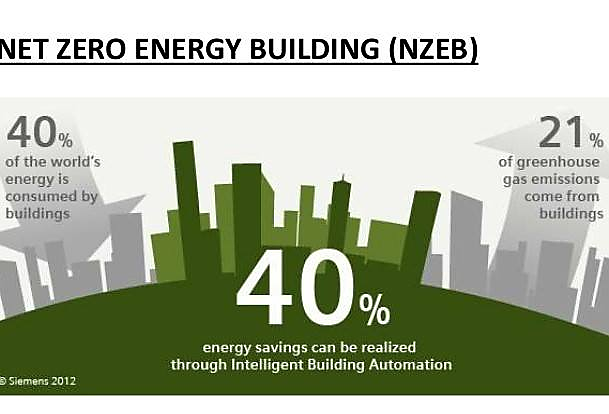 NET ZERO ENERGY BUILDING (NZEB)
40%
of the world's
energy is
consumed by
buildings
21%
of greenhouse
gas emissions
come from
buildings
40%
energy savings can be realized
through Intelligent Building Automation
© Siemens 2012